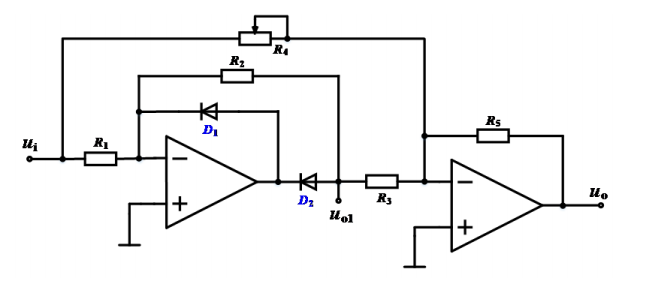 R4
R2
D1
ui
R1
R5
−
+
D2
uo1
R3
−
+
uo